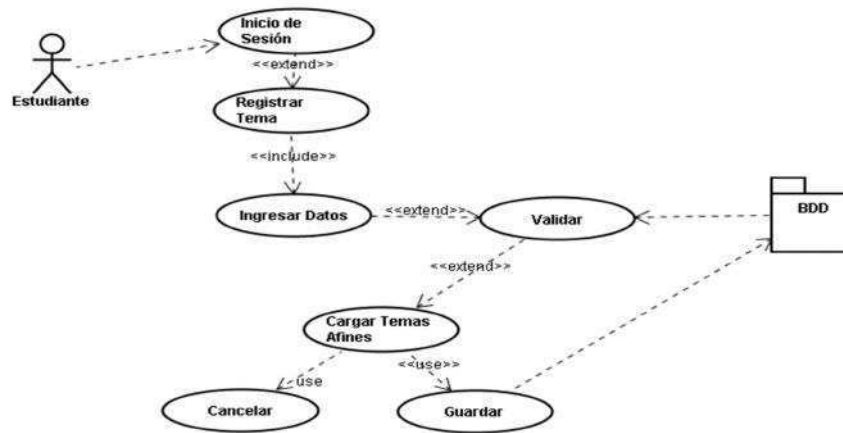 Inicio de
Sesión
<<extend>>
Estudiante
Registrar
Tema
<<include>>
Ingresar Datos
<<extend>>
Validar
BDD
<<extend>>
Cargar Temas
Afines
use
<<use>>
Cancelar
Guardar